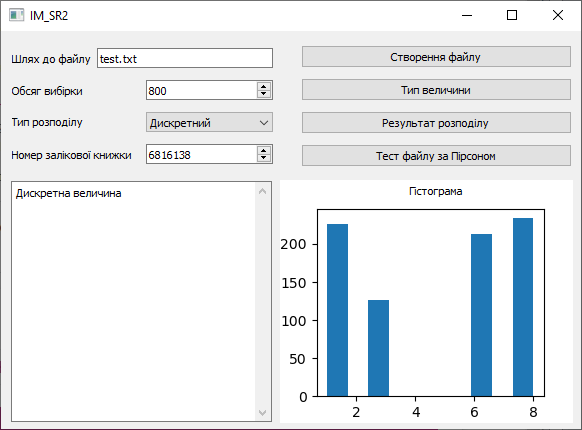 IM_SR2
Шлях до файлу test.txt
Створення файлу
Обсяг вибірки 800
Тип величини
Тип розподілу Дискретний
Результат розподілу
Номер залікової книжки 6816138
Тест файлу за Пірсоном
Дискретна величина
Гістограма
200
150
100
50
0
2 4 6 8